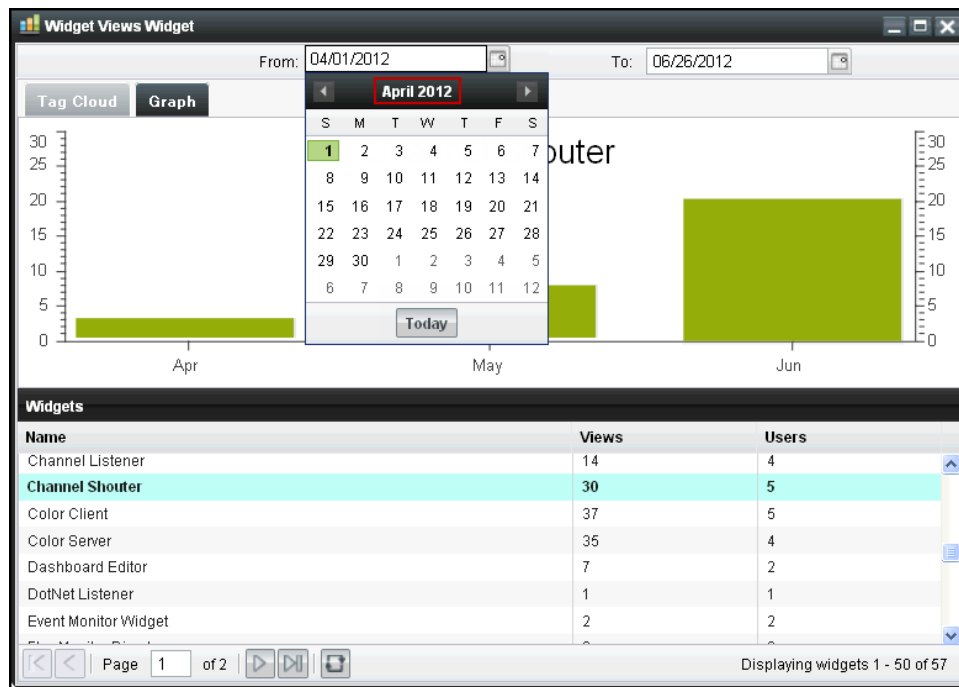 Widget Views Widget
From: 04/01/2012 To: 06/26/2012
Tag Cloud Graph
April 2012
S M T W T F S
1 2 3 4 5 6 7
8 9 10 11 12 13 14
15 16 17 18 19 20 21
22 23 24 25 26 27 28
29 30 1 2 3 4 5
6 7 8 9 10 11 12
Today
outer
30 30
25 25
20 20
15 15
10 10
5 5
0 0
Apr May Jun
Widgets
Name Views Users
Channel Listener 14 4
Channel Shouter 30 5
Color Client 37 5
Color Server 35 4
Dashboard Editor 7 2
DotNet Listener 1 1
Event Monitor Widget 2 2
Page 1 of 2 Displaying widgets 1 - 50 of 57